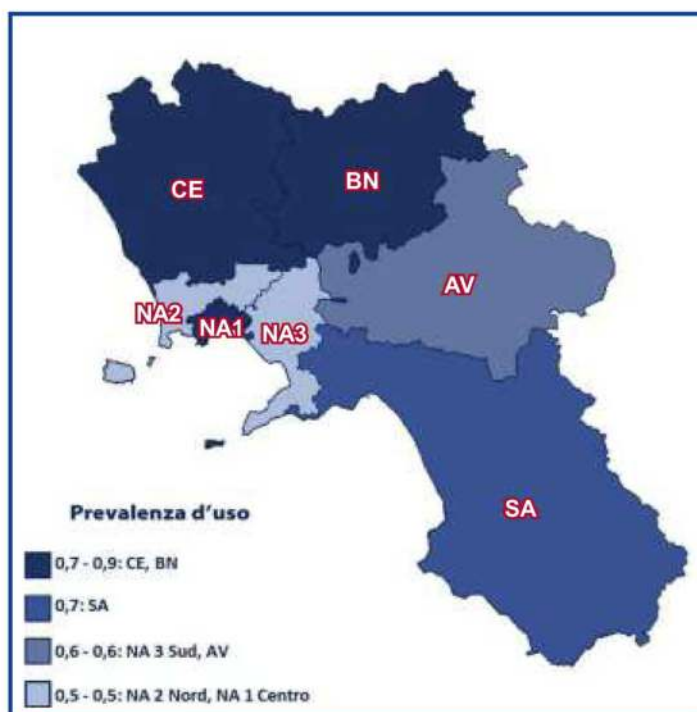 CE
BN
AV
NA2
NA1
NA3
SA
Prevalenza d'uso
0,7 - 0,9: CE, BN
0,7: SA
0,6 - 0,6: NA 3 Sud, AV
0,5 - 0,5: NA 2 Nord, NA 1 Centro